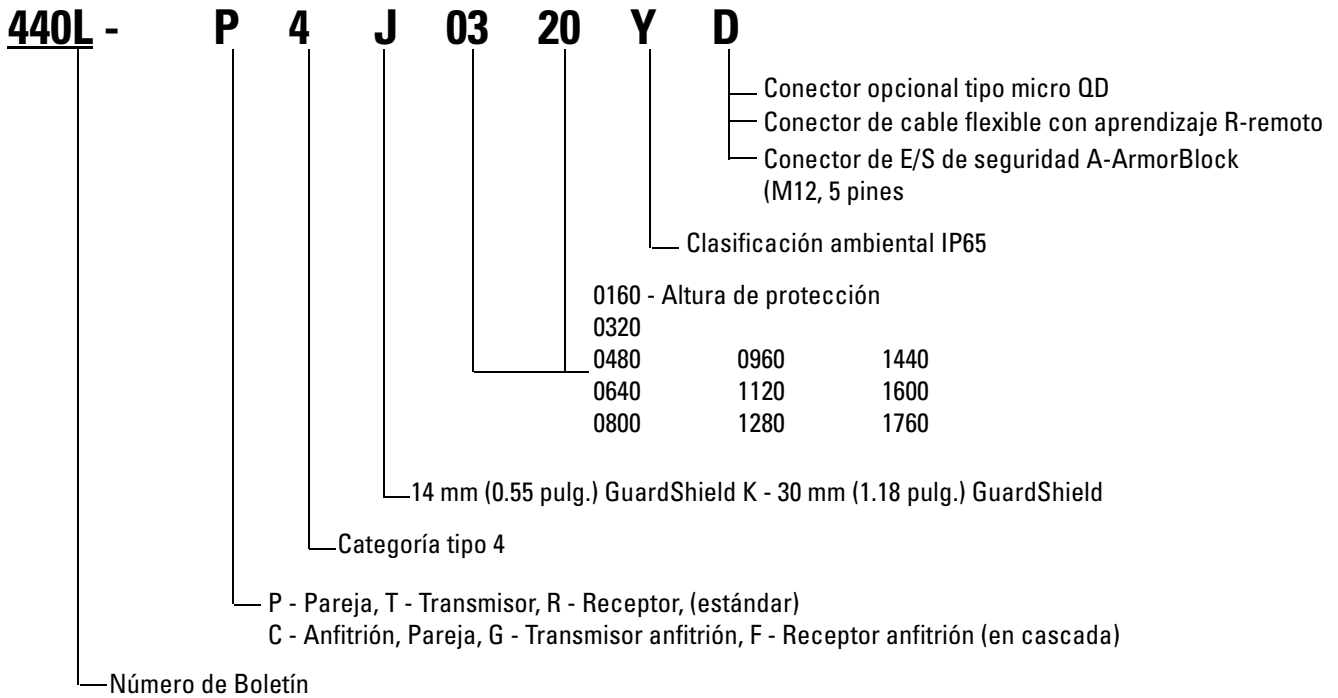 440L - P 4 J 03 20 Y D
Conector opcional tipo micro QD
Conector de cable flexible con aprendizaje R-remoto
Conector de E/S de seguridad A-ArmorBlock
(M12, 5 pines
Clasificación ambiental IP65
0160 - Altura de protección
0320
0480 0960 1440
0640 1120 1600
0800 1280 1760
14 mm (0.55 pulg.) GuardShield K - 30 mm (1.18 pulg.) GuardShield
Categoría tipo 4
P - Pareja, T - Transmisor, R - Receptor, (estándar)
C - Anfitrión, Pareja, G - Transmisor anfitrión, F - Receptor anfitrión (en cascada)
Número de Boletín